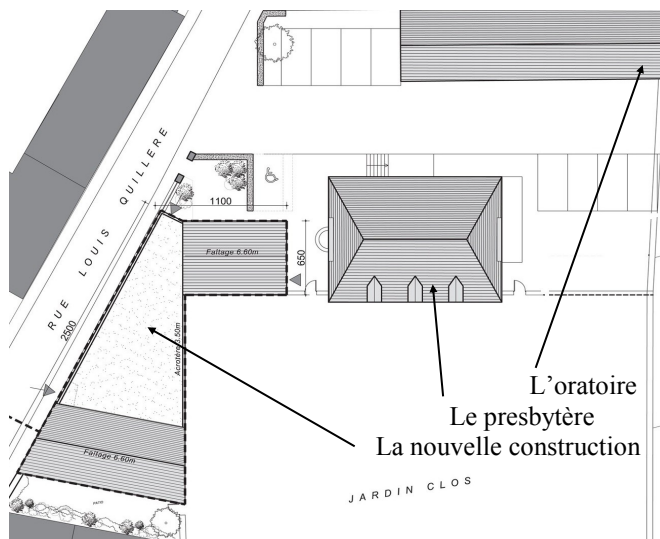 RUE LOUIS QUILLERE
1100
650
Faîtage 6.60m
2500
Acrotère 3.50m
L’oratoire
Le presbytère
La nouvelle construction
Faîtage 6.60m
JARDIN CLOS